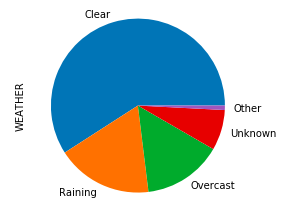 Clear
WEATHER
Other
Unknown
Overcast
Raining